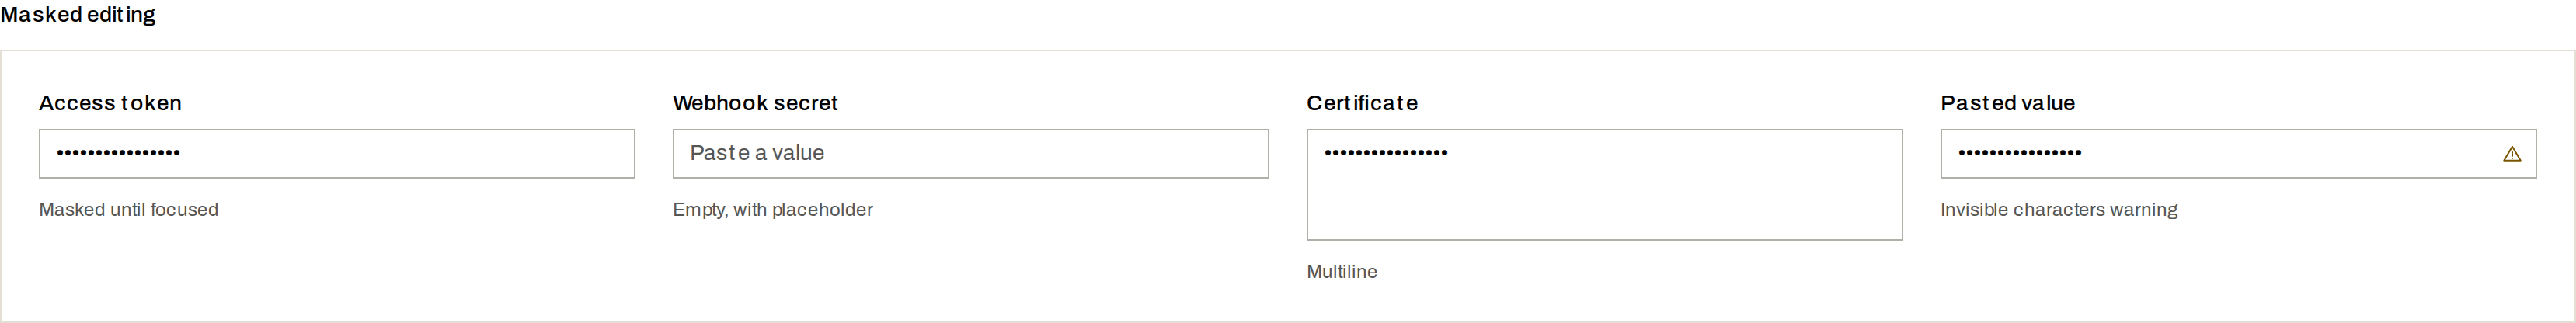 Masked editing
Access token
••••••••••••••••
Masked until focused
Webhook secret
Paste a value
Empty, with placeholder
Certificate
••••••••••••••••
Multiline
Pasted value
••••••••••••••••
Invisible characters warning